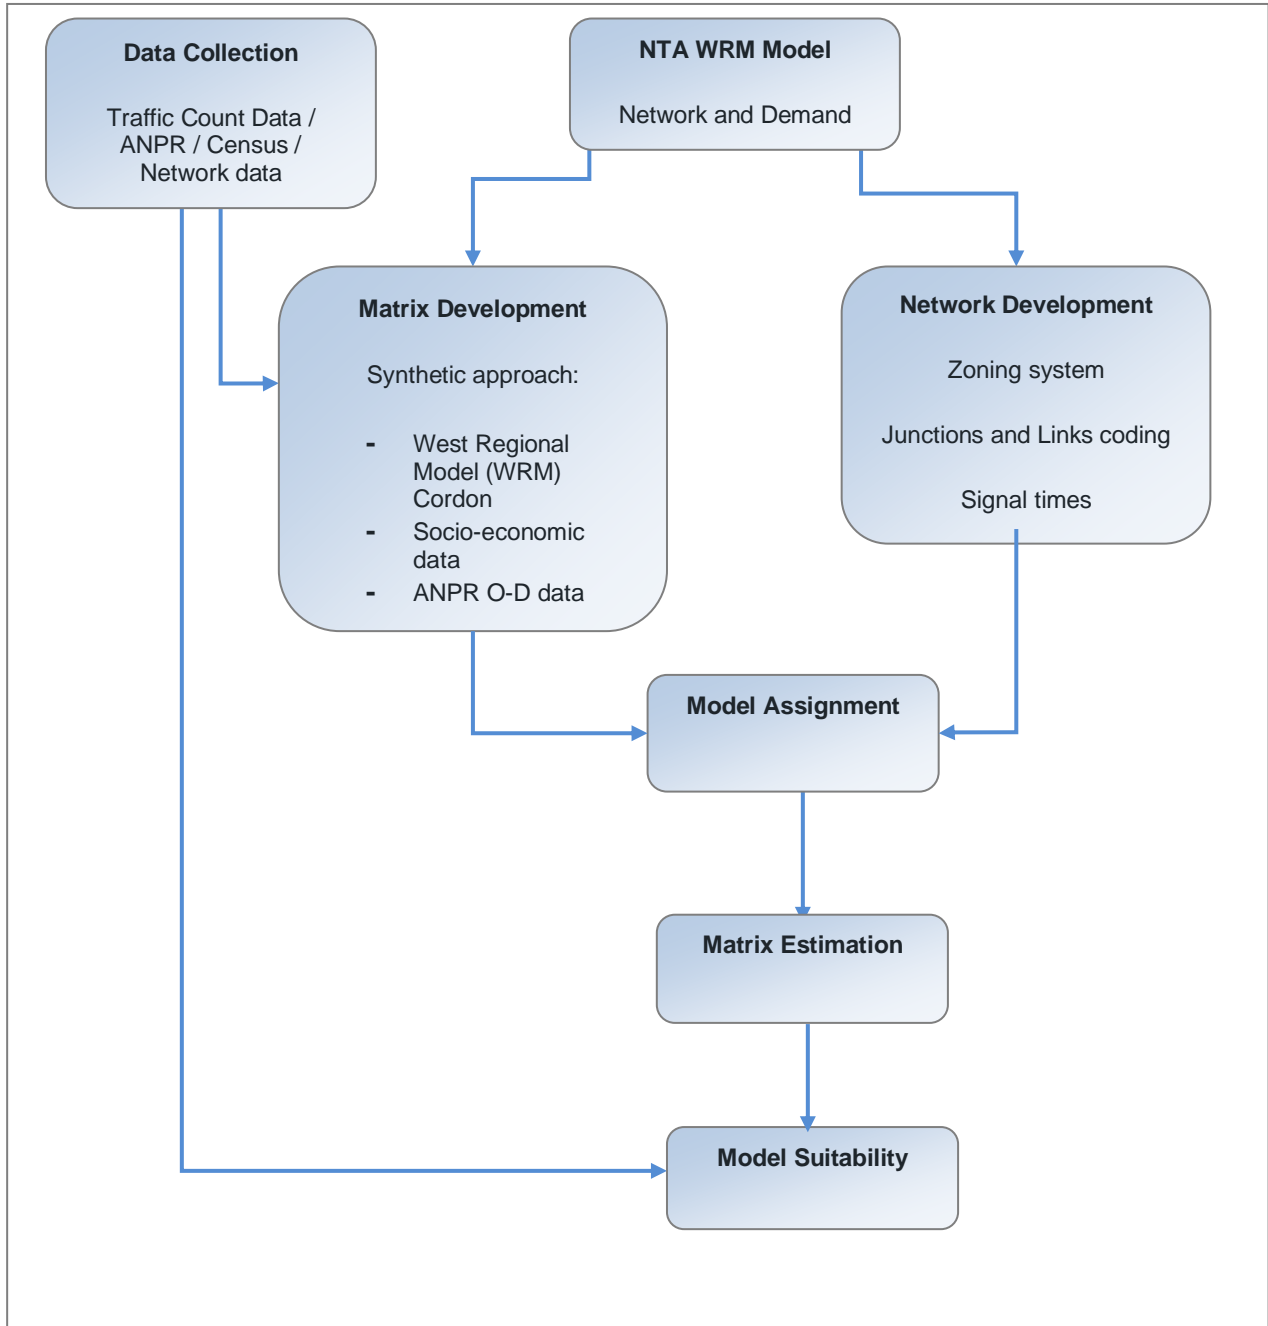 Data Collection
Traffic Count Data /
ANPR / Census /
Network data
NTA WRM Model
Network and Demand
Matrix Development
Synthetic approach:
- West Regional
Model (WRM)
Cordon
- Socio-economic
data
- ANPR O-D data
Network Development
Zoning system
Junctions and Links coding
Signal times
Model Assignment
Matrix Estimation
Model Suitability